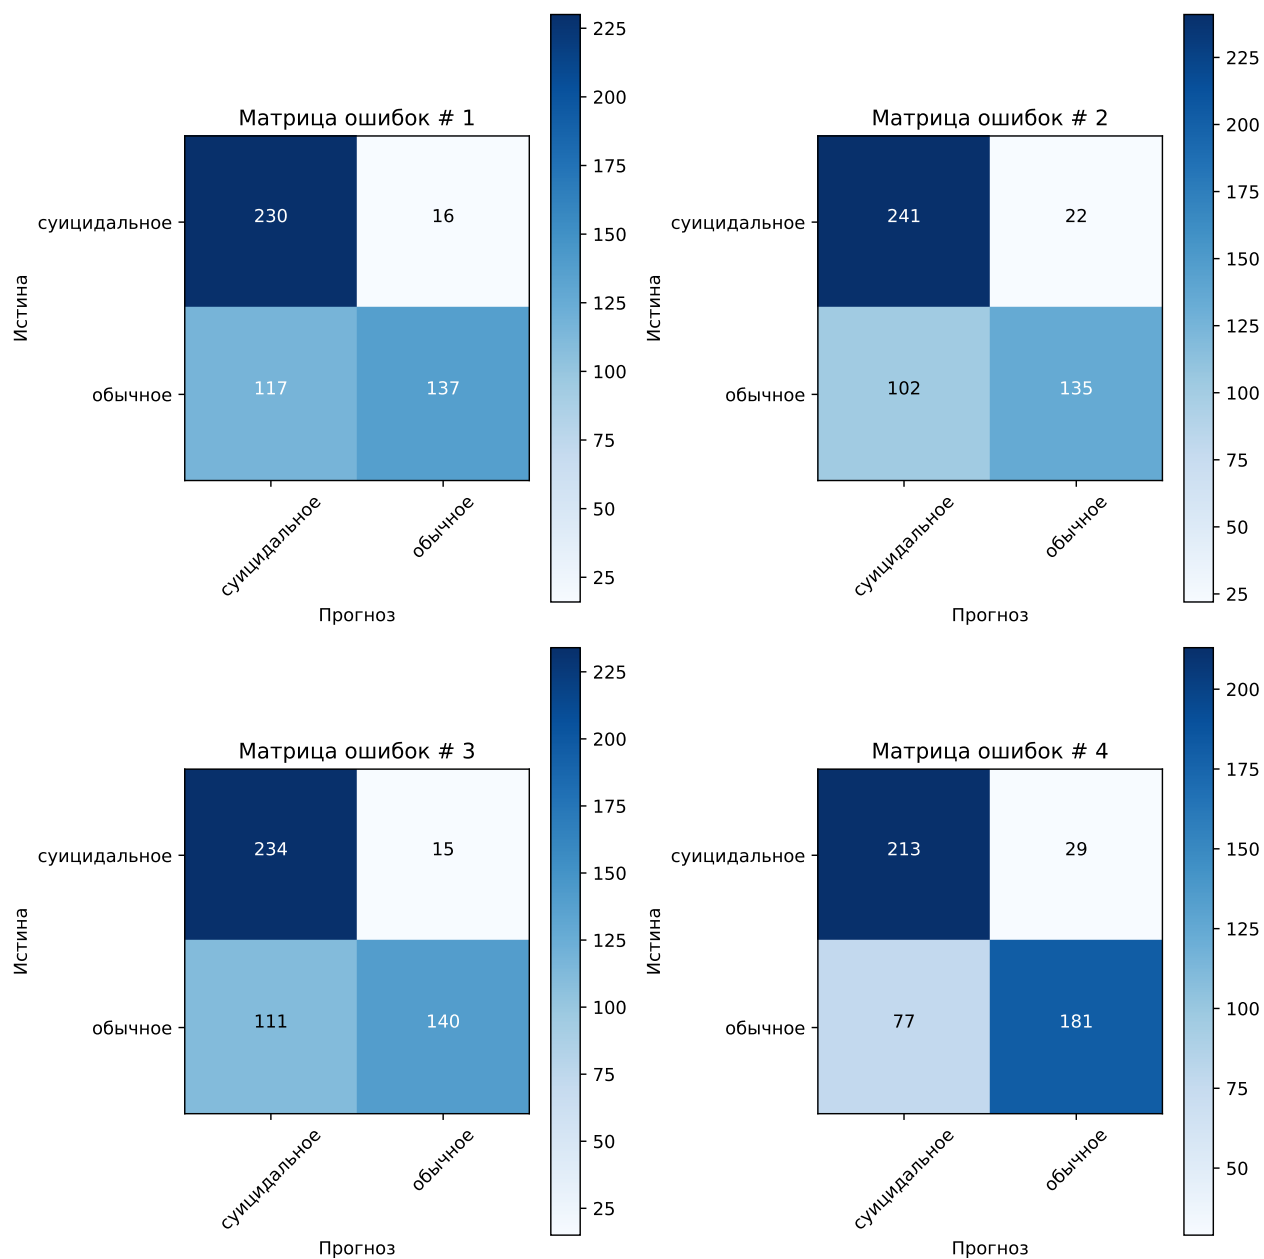 Матрица ошибок # 1
суицидальное
обычное
230
16
117
137
Истина
суицидальное
обычное
Прогноз
225
200
175
150
125
100
75
50
25
Матрица ошибок # 2
суицидальное
обычное
241
22
102
135
Истина
суицидальное
обычное
Прогноз
225
200
175
150
125
100
75
50
25
Матрица ошибок # 3
суицидальное
обычное
234
15
111
140
Истина
суицидальное
обычное
Прогноз
225
200
175
150
125
100
75
50
25
Матрица ошибок # 4
суицидальное
обычное
213
29
77
181
Истина
суицидальное
обычное
Прогноз
200
175
150
125
100
75
50